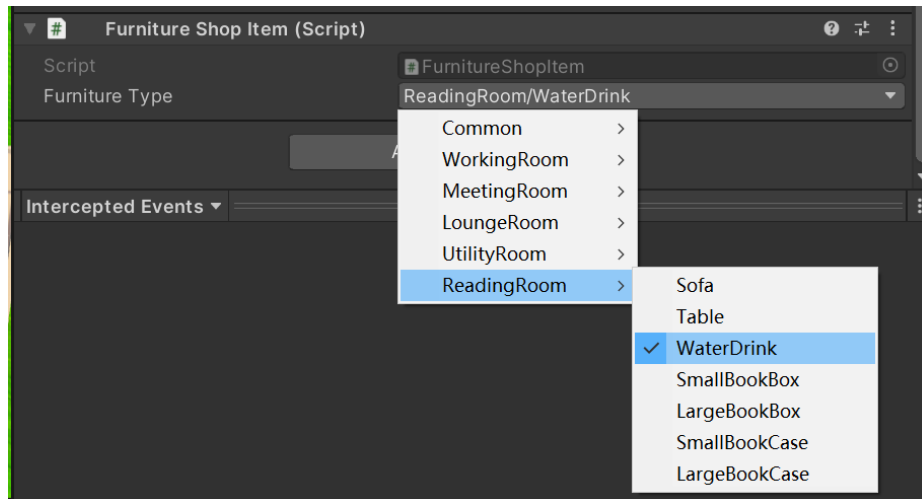 Furniture Shop Item (Script)
Script
FurnitureShopItem
Furniture Type
ReadingRoom/WaterDrink
Common
WorkingRoom
MeetingRoom
LoungeRoom
UtilityRoom
ReadingRoom
Intercepted Events
Sofa
Table
WaterDrink
SmallBookBox
LargeBookBox
SmallBookCase
LargeBookCase